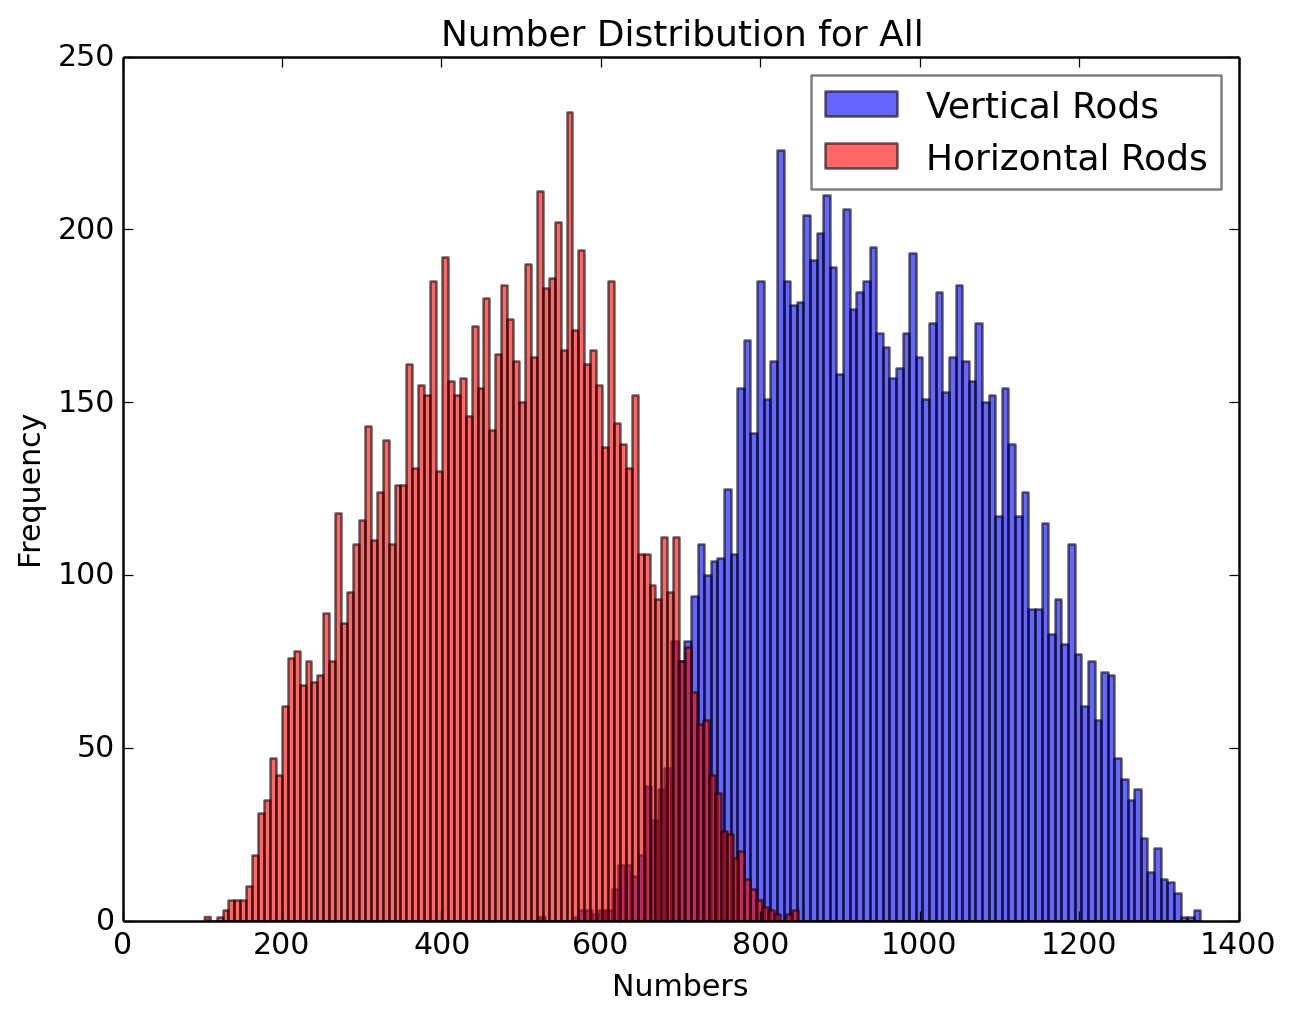 Number Distribution for All
Vertical Rods
Horizontal Rods
250
200
150
100
50
0
Frequency
0 200 400 600 800 1000 1200 1400
Numbers